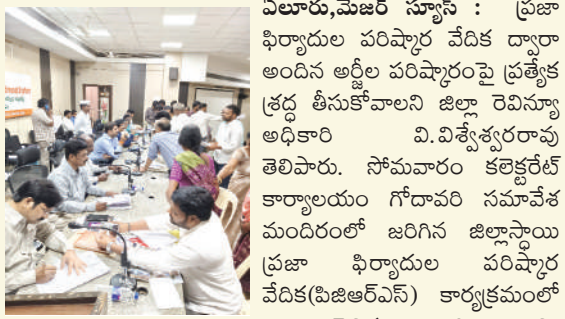 ఏలూరు,మేజర్ న్యూస్ : ప్రజా
ఫిర్యాదుల పరిష్కార వేదిక ద్వారా
అందిన అర్జీల పరిష్కారంపై ప్రత్యేక
శ్రద్ధ తీసుకోవాలని జిల్లా రెవిన్యూ
అధికారి వి.విశ్వేశ్వరరావు
తెలిపారు. సోమవారం కలెక్టరేట్
కార్యాలయం గోదావరి సమావేశ
మందిరంలో జరిగిన జిల్లాస్థాయి
ప్రజా ఫిర్యాదుల పరిష్కార
వేదిక(పిజిఆర్ఎస్) కార్యక్రమంలో